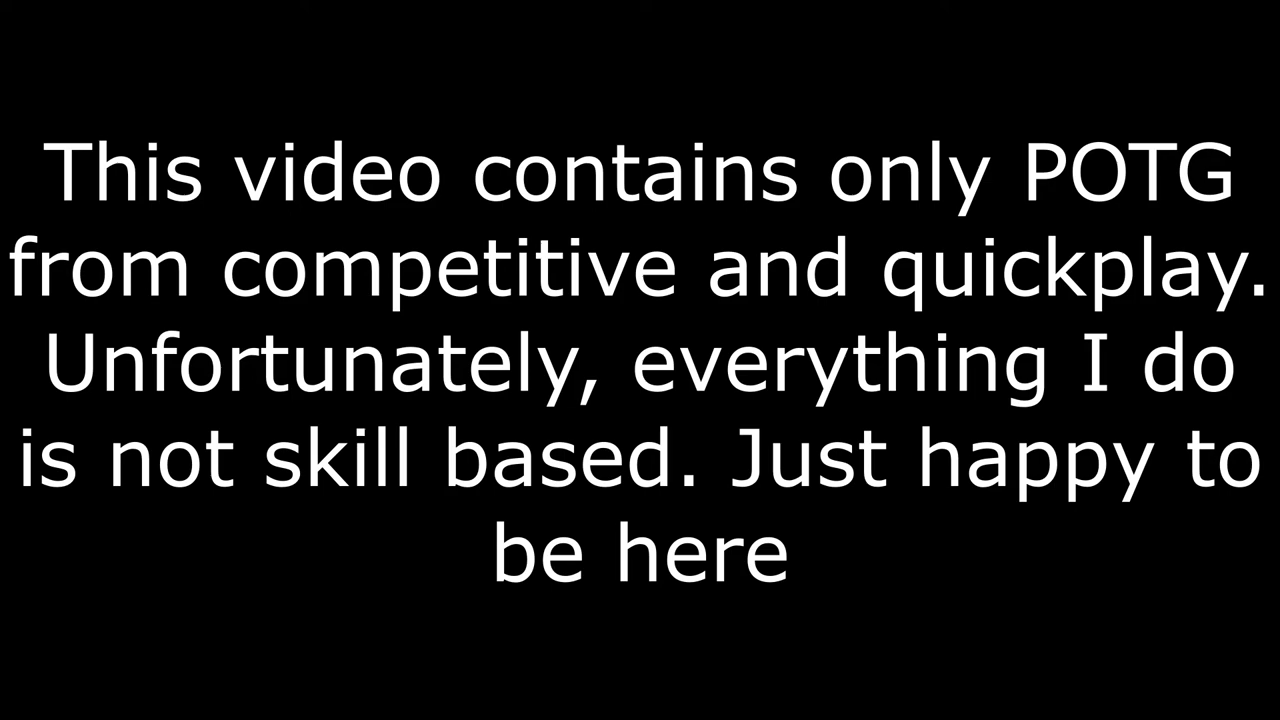 This video contains only POTG
from competitive and quickplay.
Unfortunately, everything I do
is not skill based. Just happy to
be here